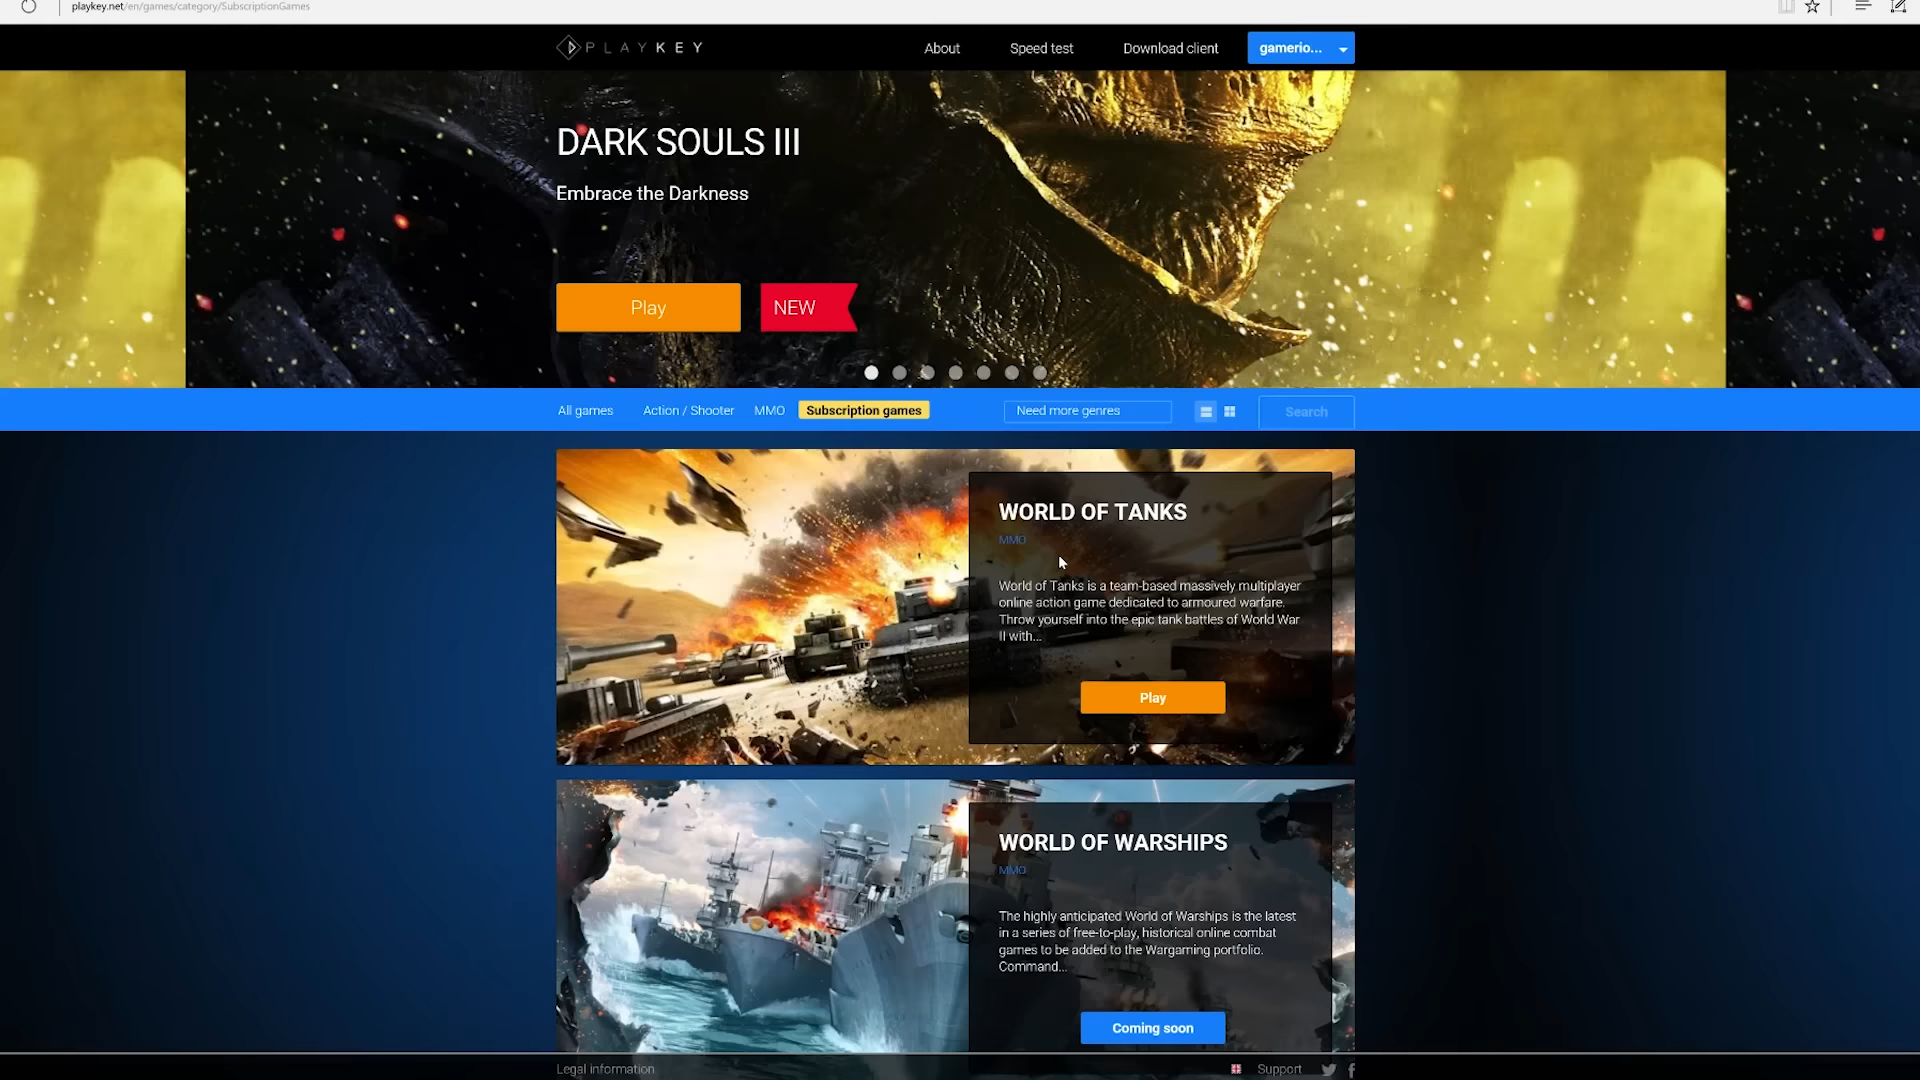 playkey.net/en/games/category/SubscriptionGames
PLAYKEY
About
Speed test
Download client
gamerio...
DARK SOULS III
Embrace the Darkness
Play
NEW
All games
Action / Shooter
MMO
Subscription games
Need more genres
Search
WORLD OF TANKS
MMO
World of Tanks is a team-based massively multiplayer
online action game dedicated to armoured warfare.
Throw yourself into the epic tank battles of World War
II with...
Play
WORLD OF WARSHIPS
MMO
The highly anticipated World of Warships is the latest
in a series of free-to-play, historical online combat
games to be added to the Wargaming portfolio.
Command...
Coming soon
Legal information
Support